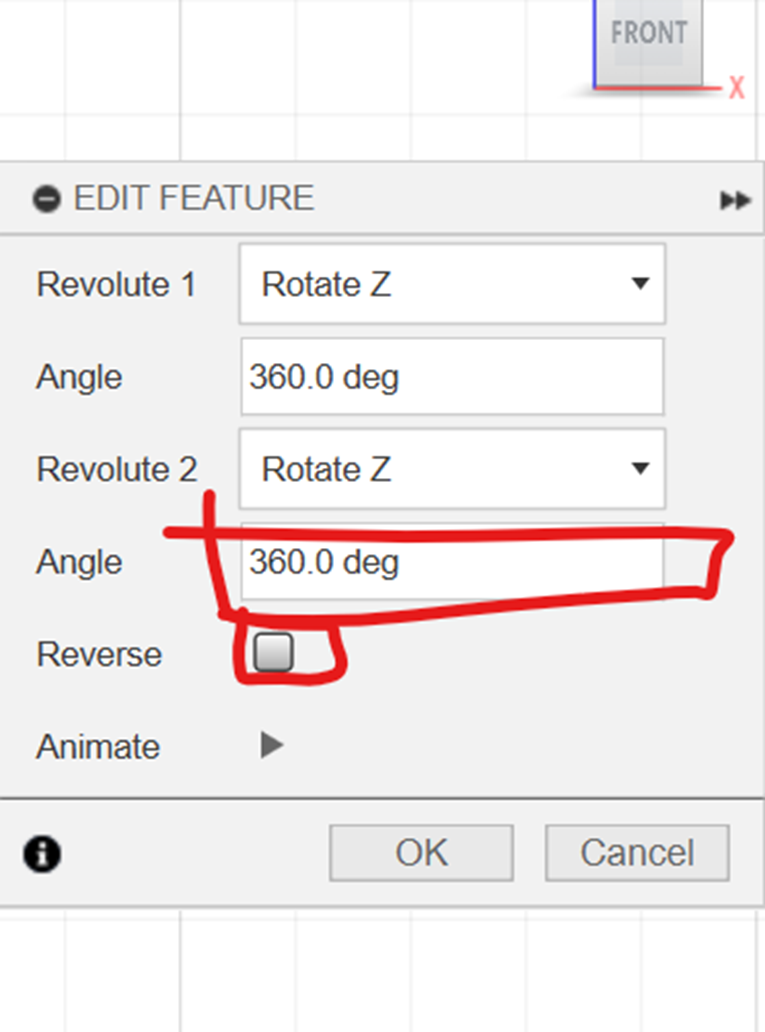 FRONT
X
EDIT FEATURE
Revolute 1 Rotate Z
Angle 360.0 deg
Revolute 2 Rotate Z
Angle 360.0 deg
Reverse
Animate
OK Cancel